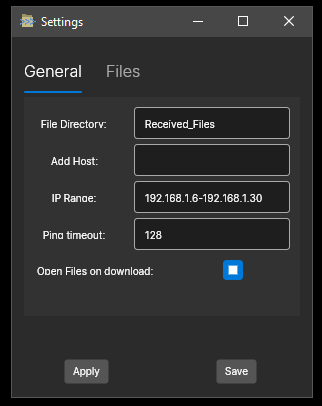 Settings
General Files
File Directory: Received_Files
Add Host:
IP Range: 192.168.1.6-192.168.1.30
Ping timeout: 128
Open Files on download:
Apply Save